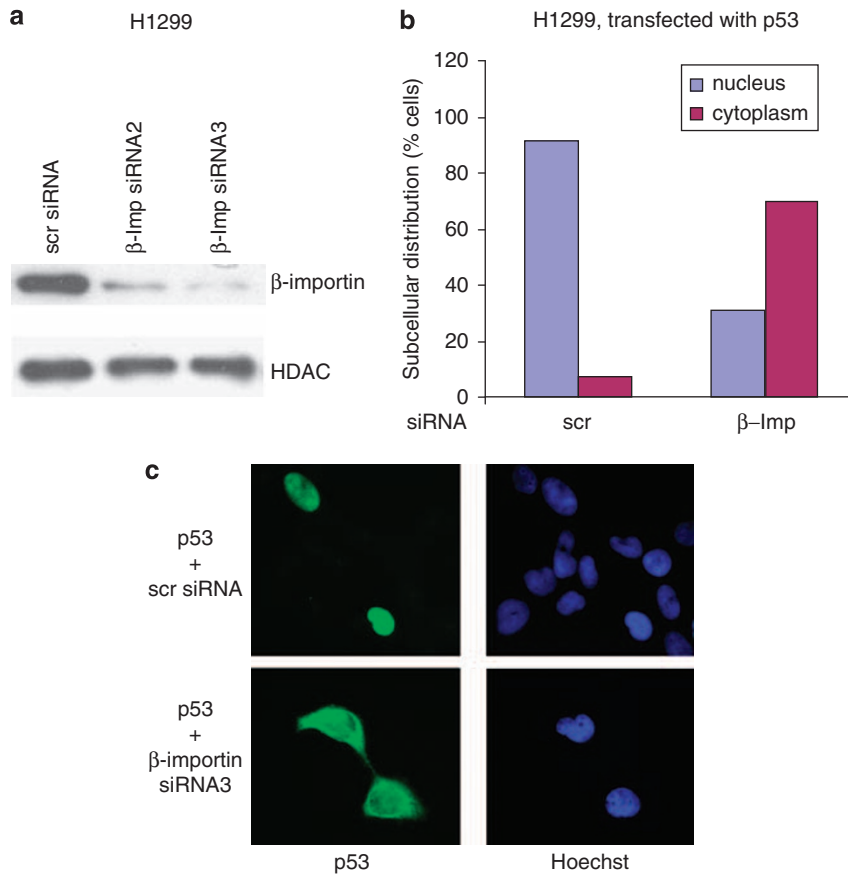 a
H1299
scr siRNA
β-Imp siRNA2
β-Imp siRNA3
β-importin
HDAC
b
H1299, transfected with p53
Subcellular distribution (% cells)
120
100
80
60
40
20
0
nucleus
cytoplasm
siRNA
scr
β–Imp
c
p53
+
scr siRNA
p53
+
β-importin
siRNA3
p53
Hoechst